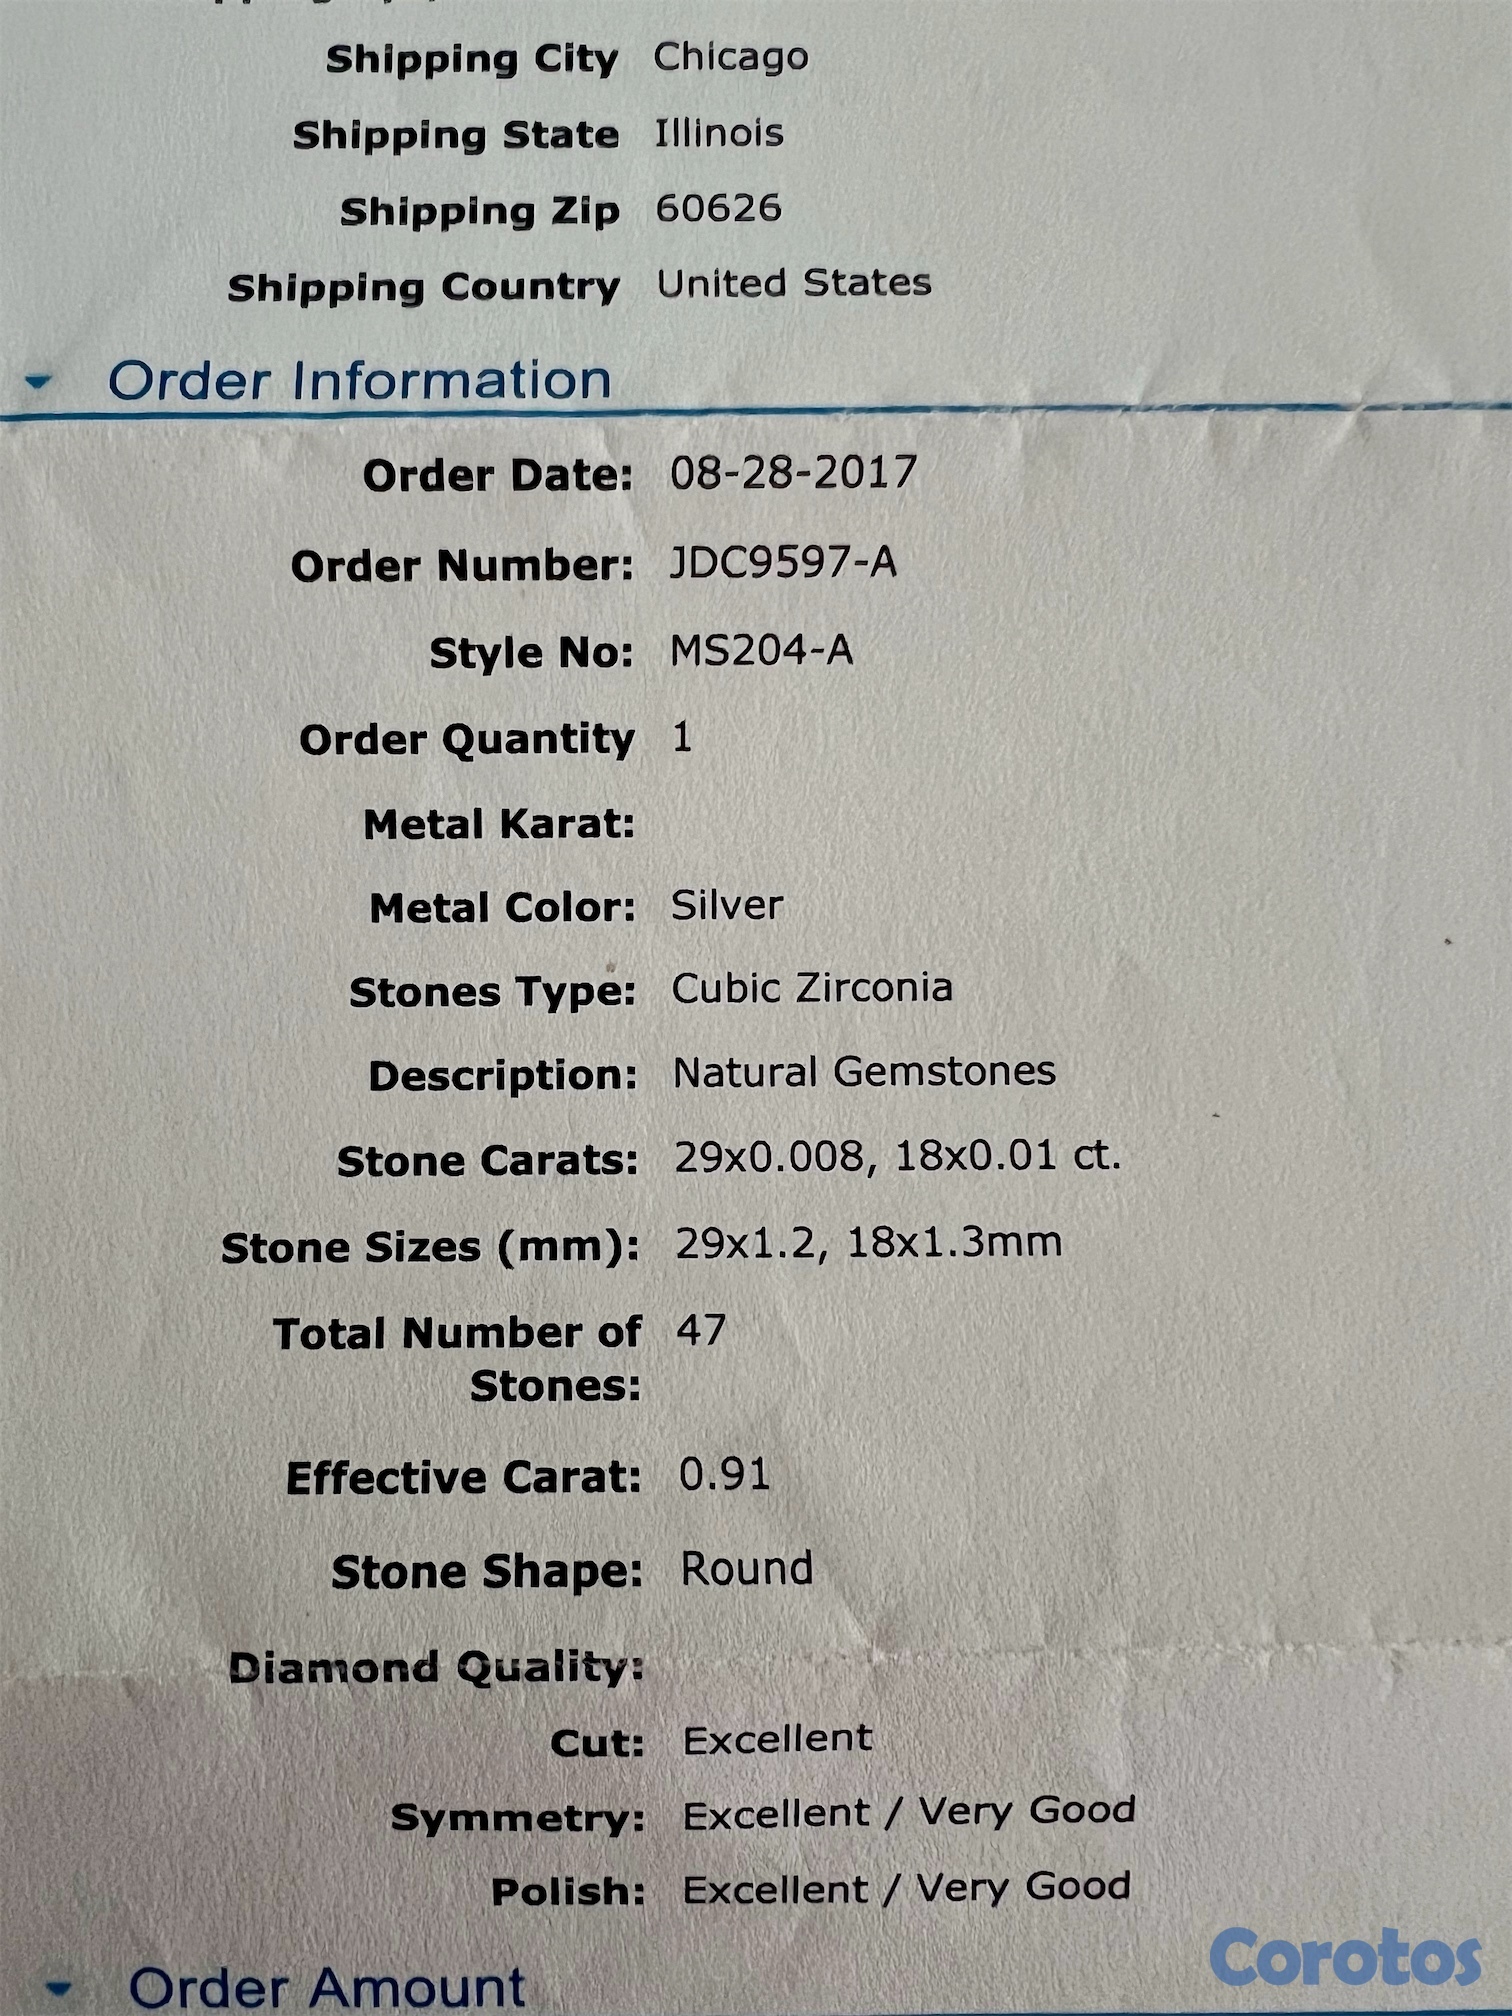 Shipping City Chicago
Shipping State Illinois
Shipping Zip 60626
Shipping Country United States
Order Information
Order Date: 08-28-2017
Order Number: JDC9597-A
Style No: MS204-A
Order Quantity 1
Metal Karat:
Metal Color: Silver
Stones Type: Cubic Zirconia
Description: Natural Gemstones
Stone Carats: 29x0.008, 18x0.01 ct.
Stone Sizes (mm): 29x1.2, 18x1.3mm
Total Number of 47
Stones:
Effective Carat: 0.91
Stone Shape: Round
Diamond Quality:
Cut: Excellent
Symmetry: Excellent / Very Good
Polish: Excellent / Very Good
Corotos
Order Amount